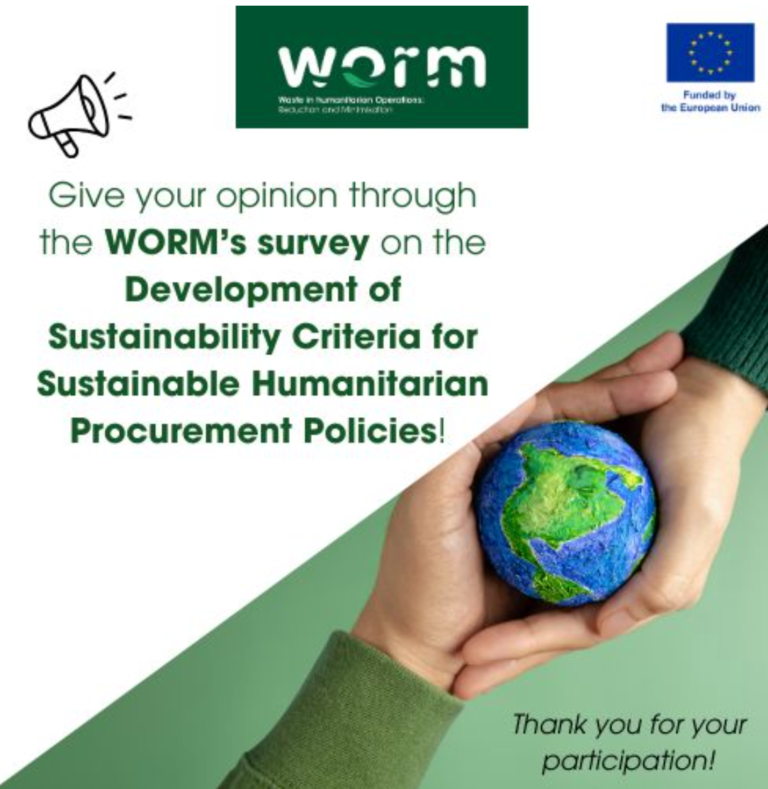 worm
Waste in humanitarian Operations:
Reduction and Minimisation
Funded by
the European Union
Give your opinion through
the WORM's survey on the
Development of
Sustainability Criteria for
Sustainable Humanitarian
Procurement Policies!
Thank you for your
participation!